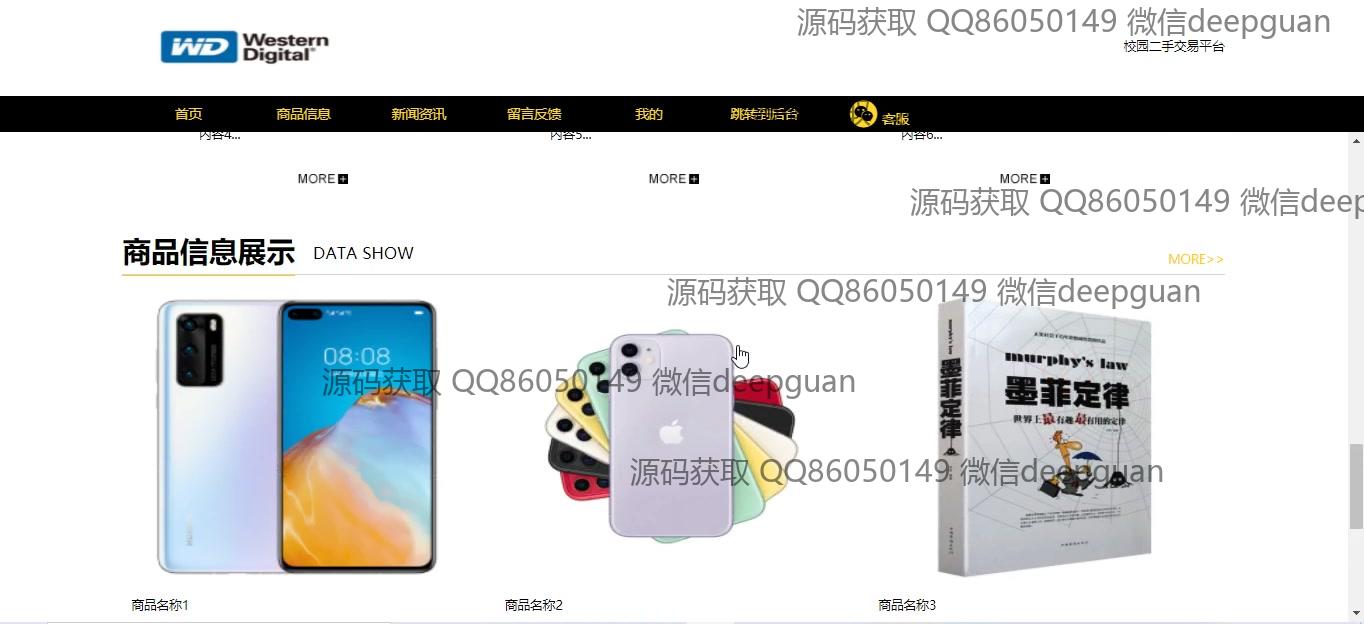 源码获取 QQ86050149 微信deepguan
WD Western Digital®
校园二手交易平台
首页 商品信息 新闻资讯 留言反馈 我的 跳转到后台 客服
内容4... 内容5... 内容6...
MORE MORE MORE
源码获取 QQ86050149 微信deep
商品信息展示 DATA SHOW MORE>>
源码获取 QQ86050149 微信deepguan
08:08
murphy's law
墨菲定律
世界上最有趣最有用的定律
murphy's law
墨菲定律
源码获取 QQ86050149 微信deepguan
源码获取 QQ86050149 微信deepguan
商品名称1 商品名称2 商品名称3